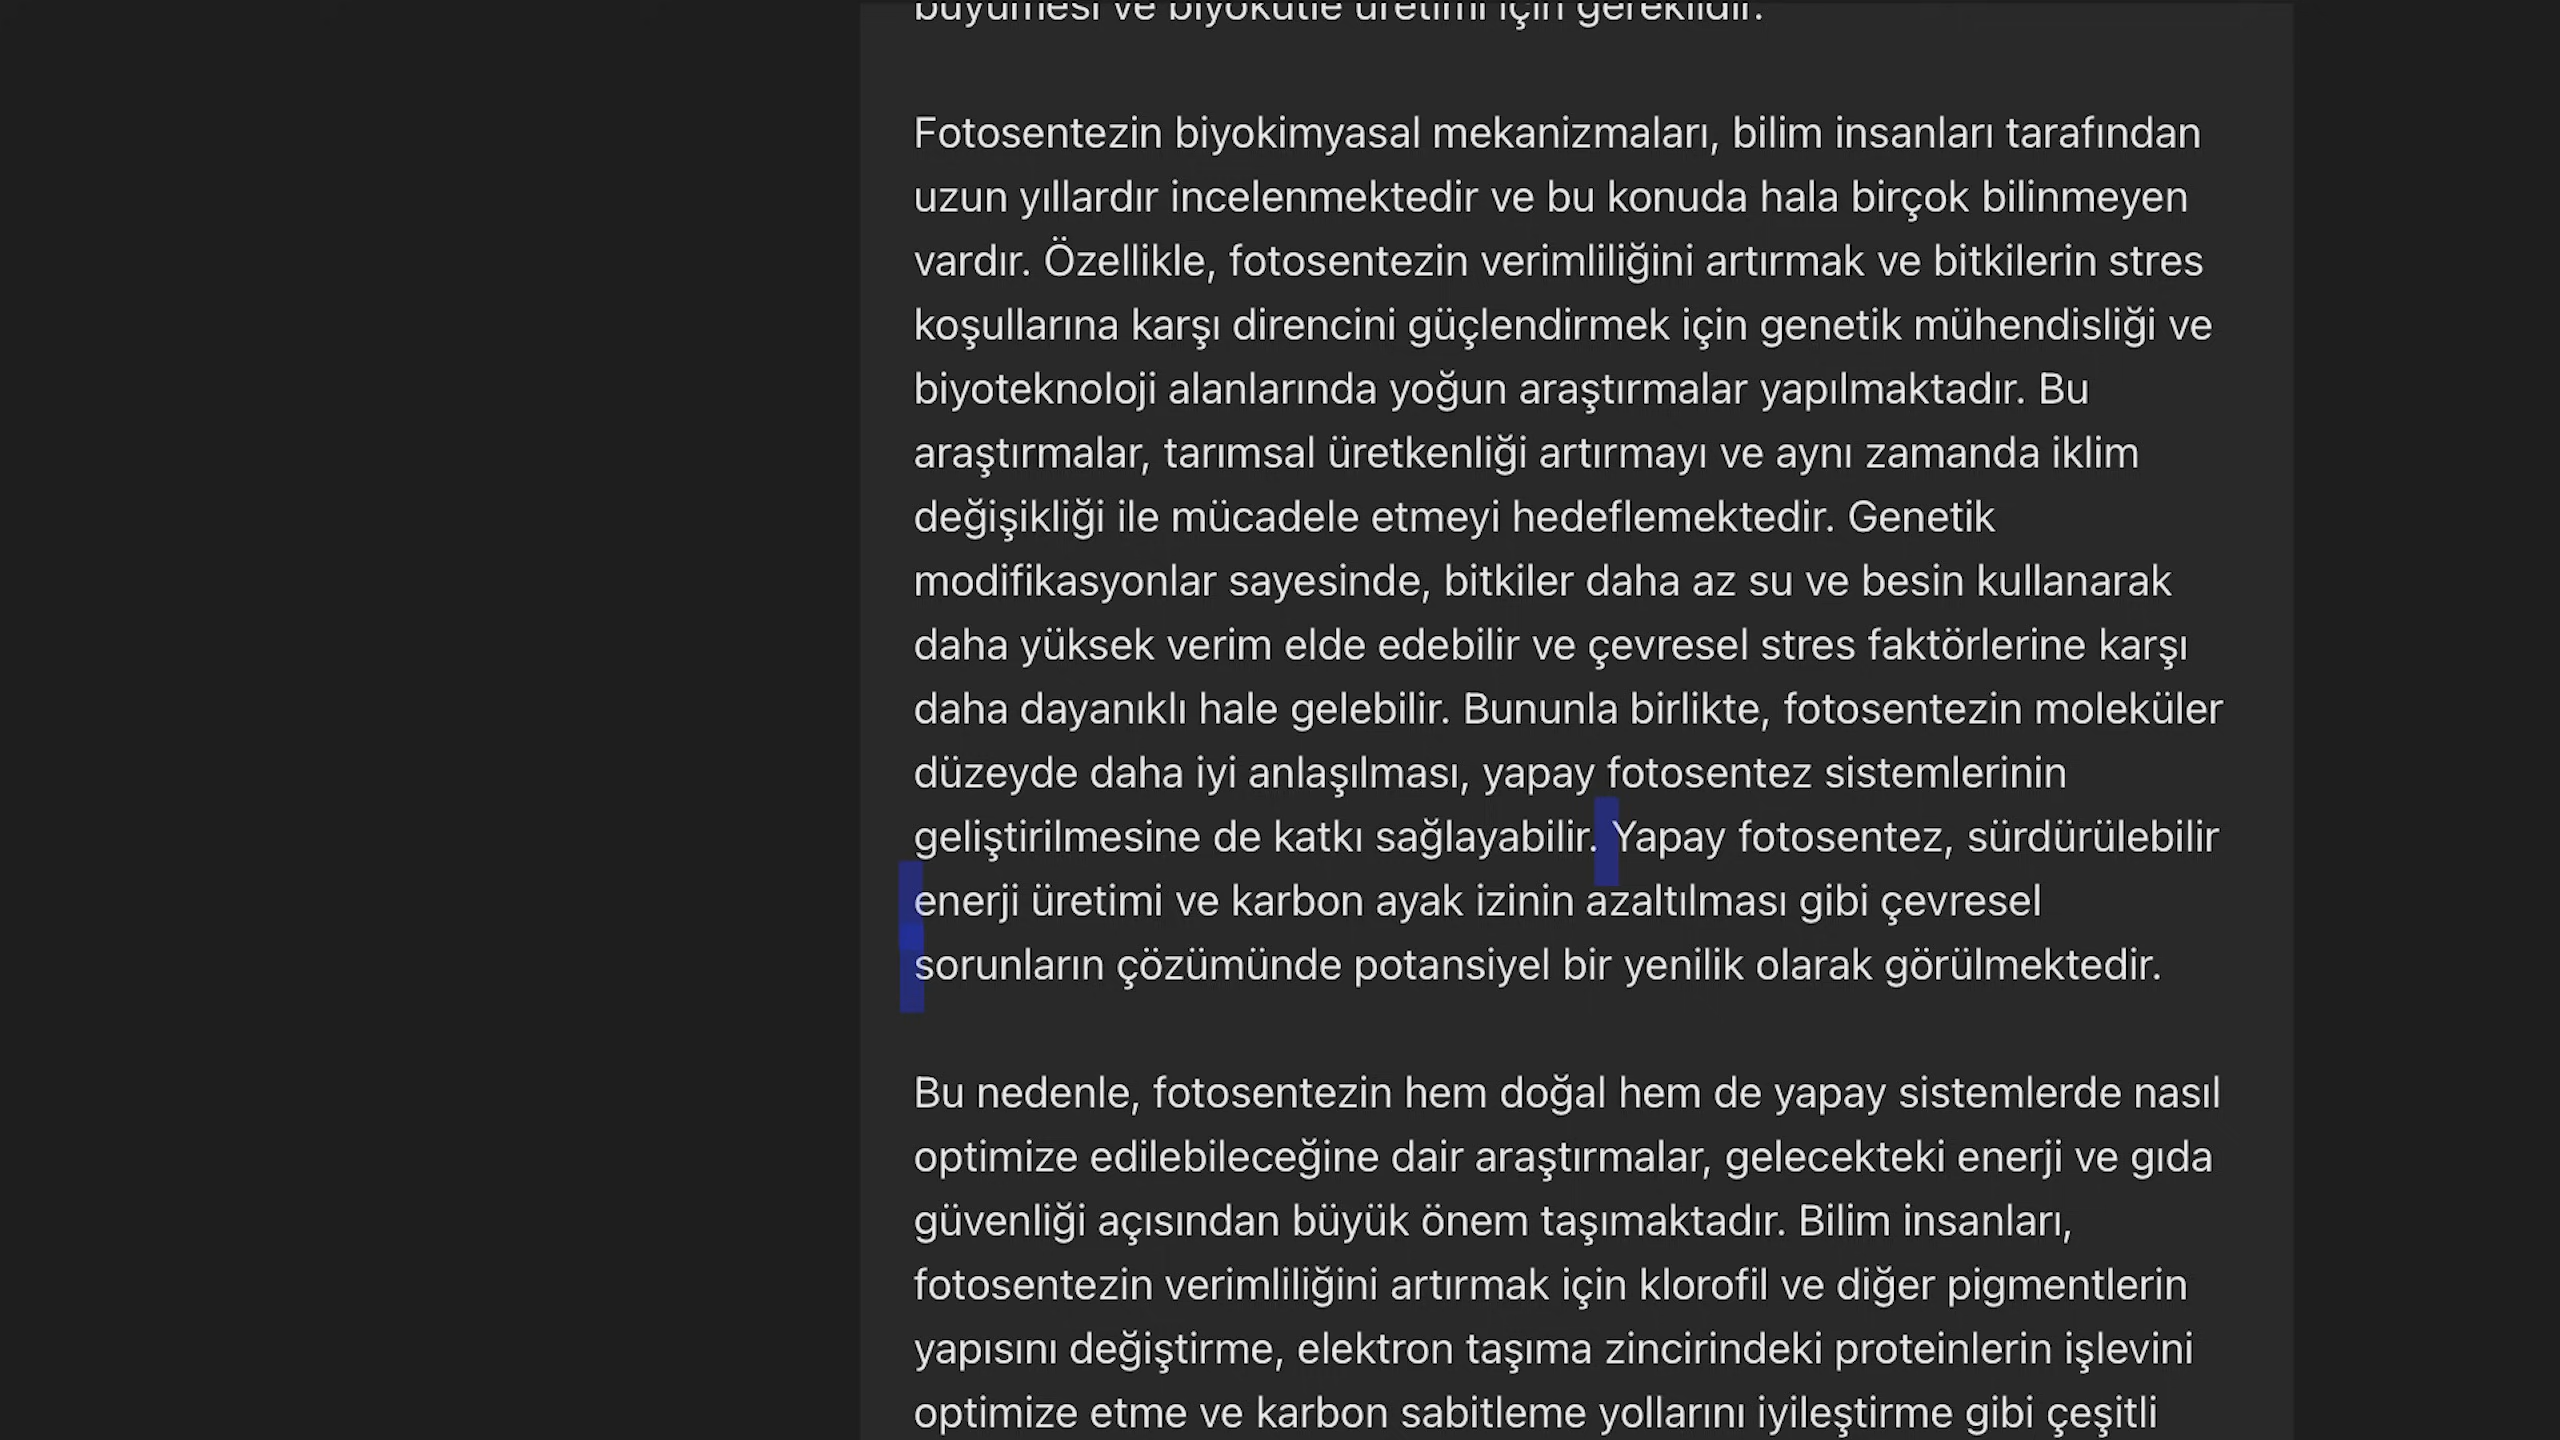 büyümesi ve biyokütle üretimi için gereklidir.
Fotosentezin biyokimyasal mekanizmaları, bilim insanları tarafından
uzun yıllardır incelenmektedir ve bu konuda hala birçok bilinmeyen
vardır. Özellikle, fotosentezin verimliliğini artırmak ve bitkilerin stres
koşullarına karşı direncini güçlendirmek için genetik mühendisliği ve
biyoteknoloji alanlarında yoğun araştırmalar yapılmaktadır. Bu
araştırmalar, tarımsal üretkenliği artırmayı ve aynı zamanda iklim
değişikliği ile mücadele etmeyi hedeflemektedir. Genetik
modifikasyonlar sayesinde, bitkiler daha az su ve besin kullanarak
daha yüksek verim elde edebilir ve çevresel stres faktörlerine karşı
daha dayanıklı hale gelebilir. Bununla birlikte, fotosentezin moleküler
düzeyde daha iyi anlaşılması, yapay fotosentez sistemlerinin
geliştirilmesine de katkı sağlayabilir. Yapay fotosentez, sürdürülebilir
enerji üretimi ve karbon ayak izinin azaltılması gibi çevresel
sorunların çözümünde potansiyel bir yenilik olarak görülmektedir.
Bu nedenle, fotosentezin hem doğal hem de yapay sistemlerde nasıl
optimize edilebileceğine dair araştırmalar, gelecekteki enerji ve gıda
güvenliği açısından büyük önem taşımaktadır. Bilim insanları,
fotosentezin verimliliğini artırmak için klorofil ve diğer pigmentlerin
yapısını değiştirme, elektron taşıma zincirindeki proteinlerin işlevini
optimize etme ve karbon sabitleme yollarını iyileştirme gibi çeşitli